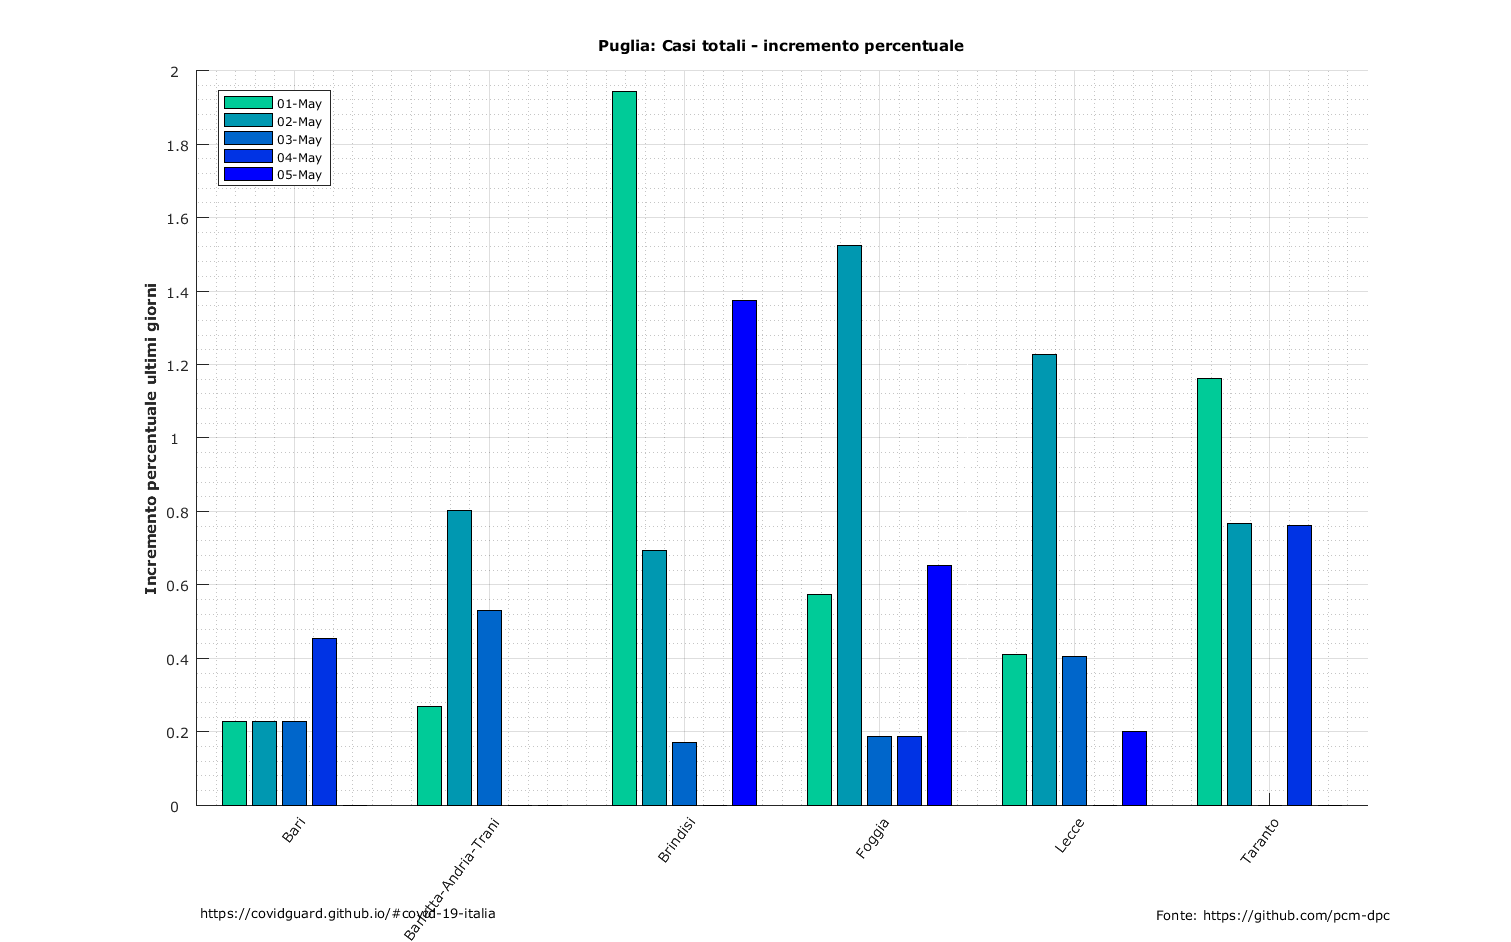 Puglia: Casi totali - incremento percentuale
Incremento percentuale ultimi giorni
2
1.8
1.6
1.4
1.2
1
0.8
0.6
0.4
0.2
0
01-May
02-May
03-May
04-May
05-May
Bari
Barletta-Andria-Trani
Brindisi
Foggia
Lecce
Taranto
https://covidguard.github.io/#covid-19-italia
Fonte: https://github.com/pcm-dpc